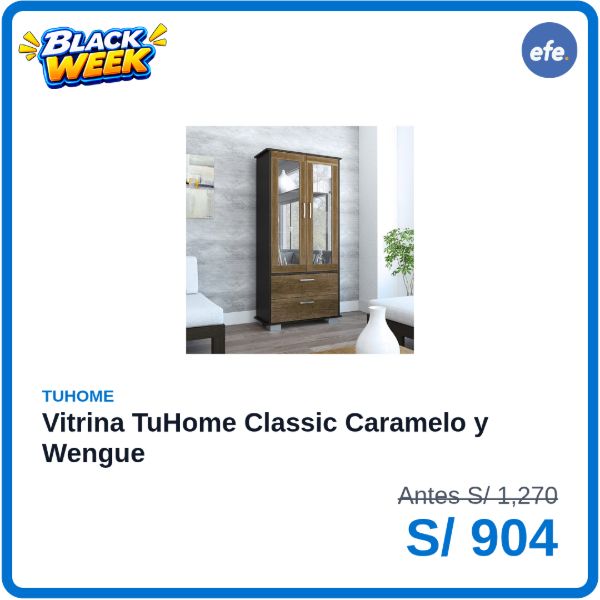 BLACK
WEEK
efe.
TUHOME
Vitrina TuHome Classic Caramelo y
Wengue
Antes S/ 1,270
S/ 904